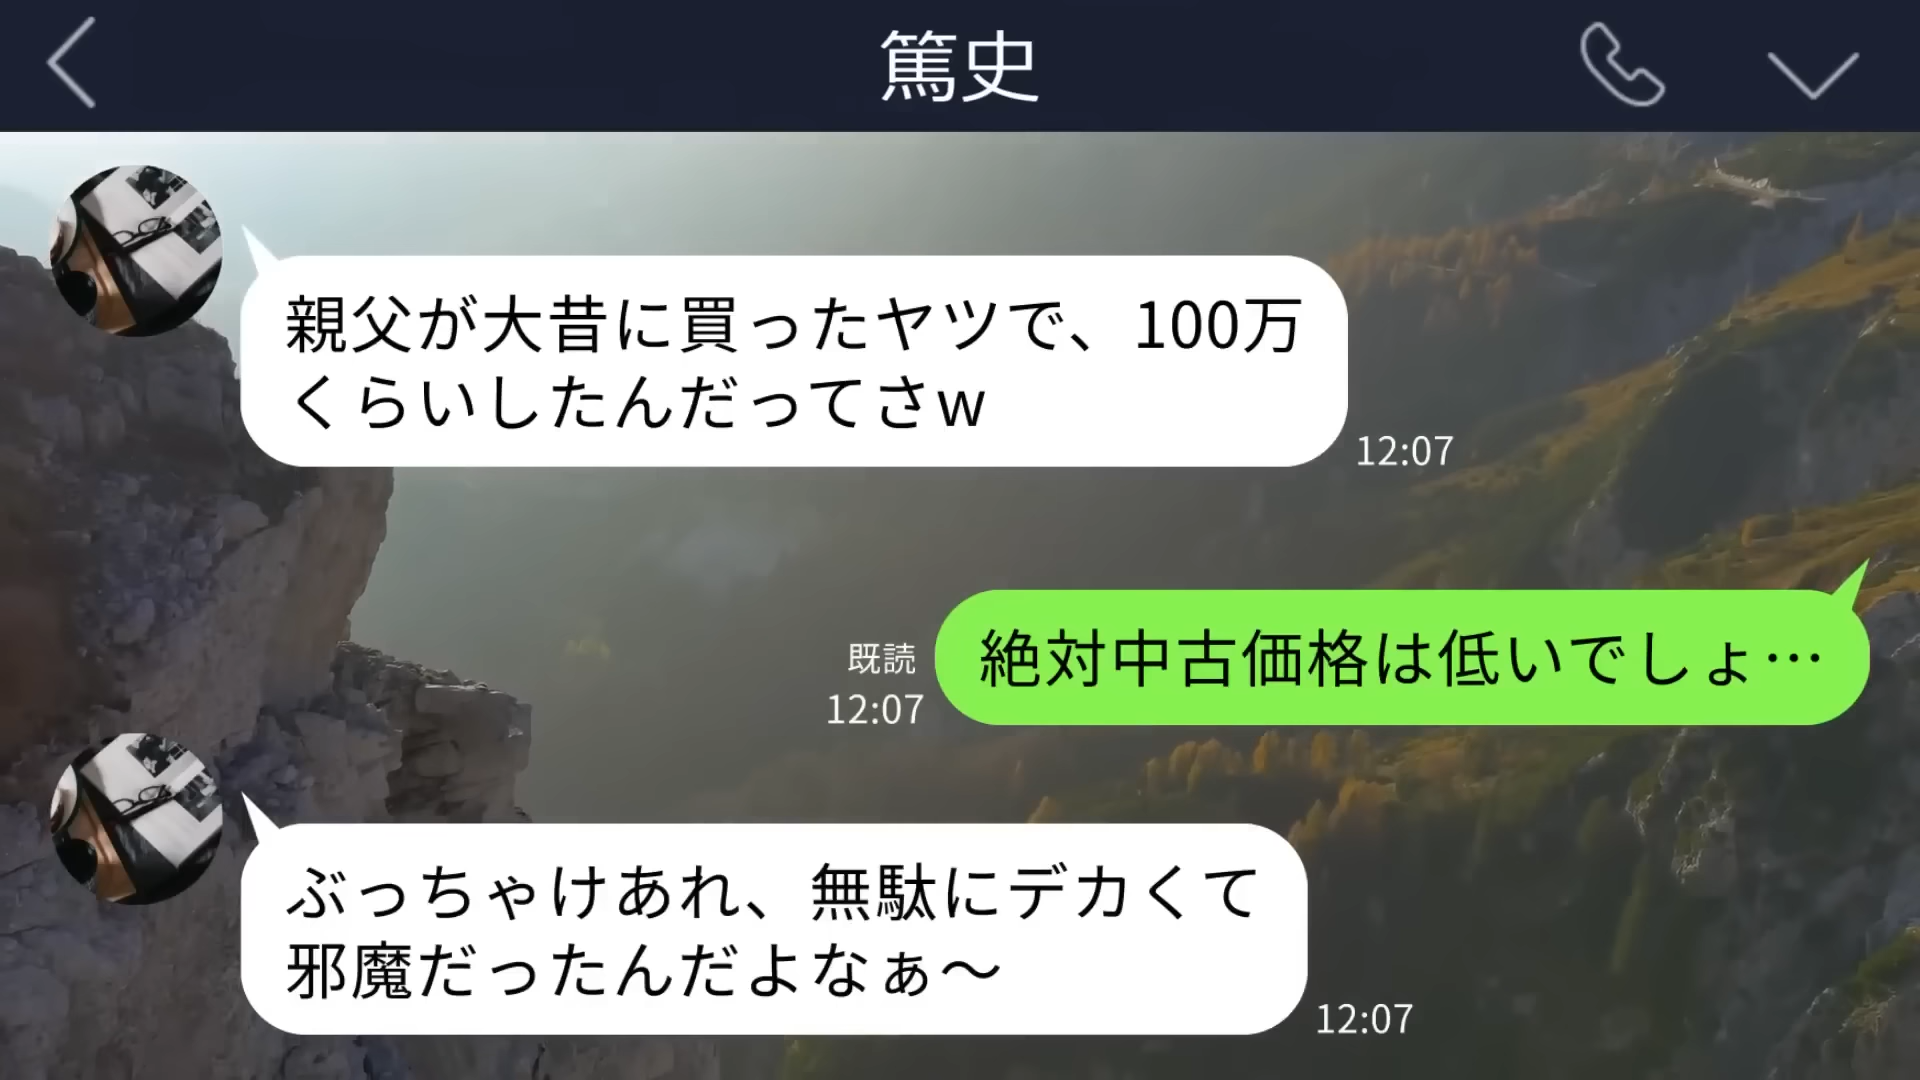 篤史
親父が大昔に買ったヤツで、100万
くらいしたんだってさw
12:07
絶対中古価格は低いでしょ…
既読
12:07
ぶっちゃけあれ、無駄にデカくて
邪魔だったんだよなぁ〜
12:07